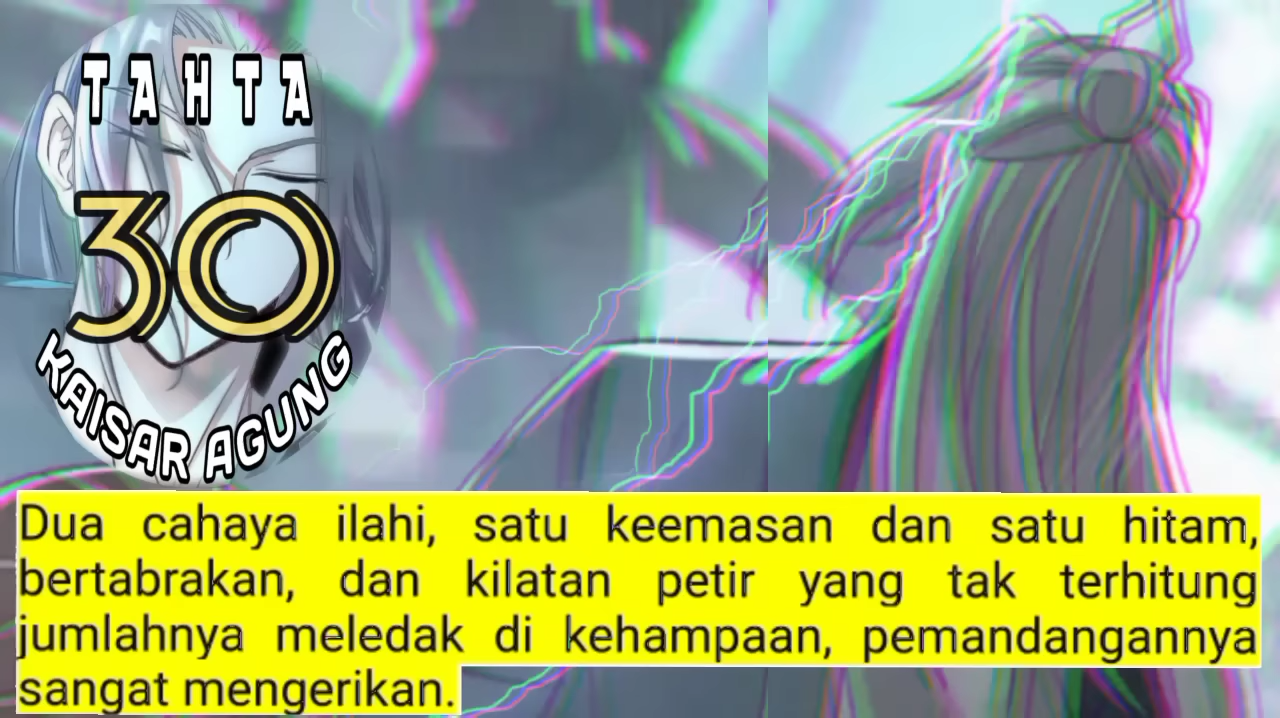 TAHTA
30
KAISAR AGUNG
Dua cahaya ilahi, satu keemasan dan satu hitam,
bertabrakan, dan kilatan petir yang tak terhitung
jumlahnya meledak di kehampaan, pemandangannya
sangat mengerikan.